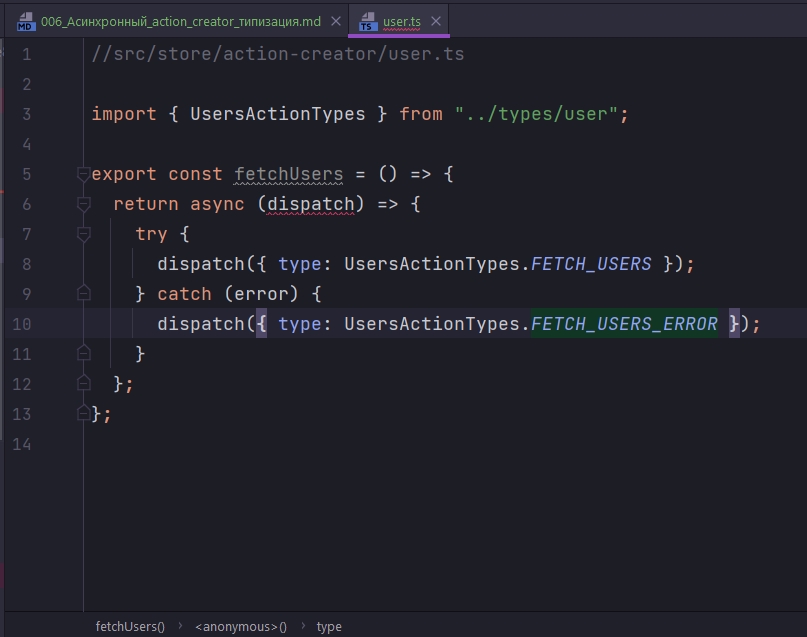 MD 006_Асинхронный_action_creator_типизация.md TS user.ts
1 //src/store/action-creator/user.ts
2
3 import { UsersActionTypes } from "../types/user";
4
5 export const fetchUsers = () => {
6 return async (dispatch) => {
7 try {
8 dispatch({ type: UsersActionTypes.FETCH_USERS });
9 } catch (error) {
10 dispatch({ type: UsersActionTypes.FETCH_USERS_ERROR });
11 }
12 };
13 };
14
fetchUsers() › <anonymous>() › type